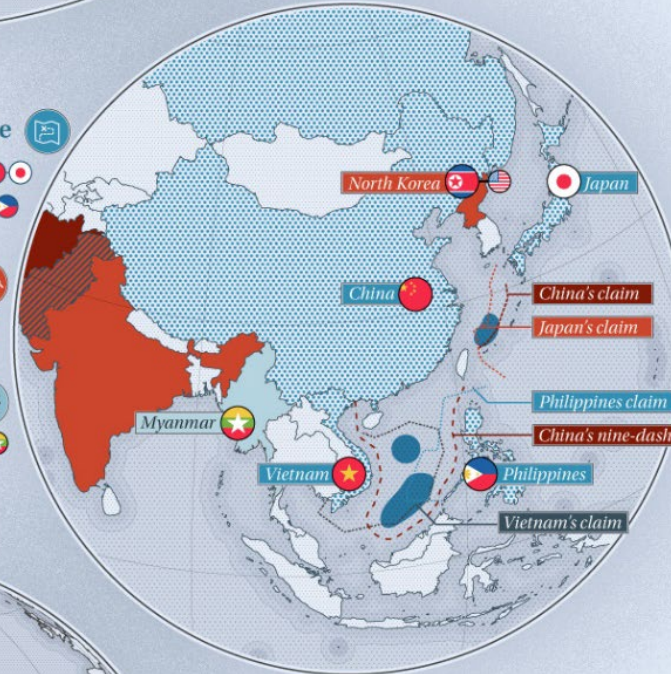 e
North Korea
Japan
China
China's claim
Japan's claim
Philippines claim
Myanmar
China's nine-dash
Vietnam
Philippines
Vietnam's claim